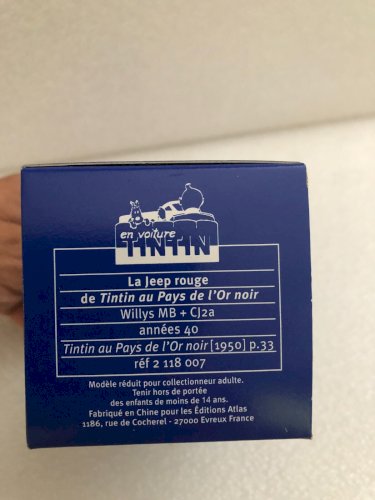 en voiture
TINTIN
La Jeep rouge
de Tintin au Pays de l'Or noir
Willys MB + CJ2a
années 40
Tintin au Pays de l'Or noir [1950] p.33
réf 2 118 007
Modèle réduit pour collectionneur adulte.
Tenir hors de portée
des enfants de moins de 14 ans.
Fabriqué en Chine pour les Éditions Atlas
1186, rue de Cocherel - 27000 Evreux France